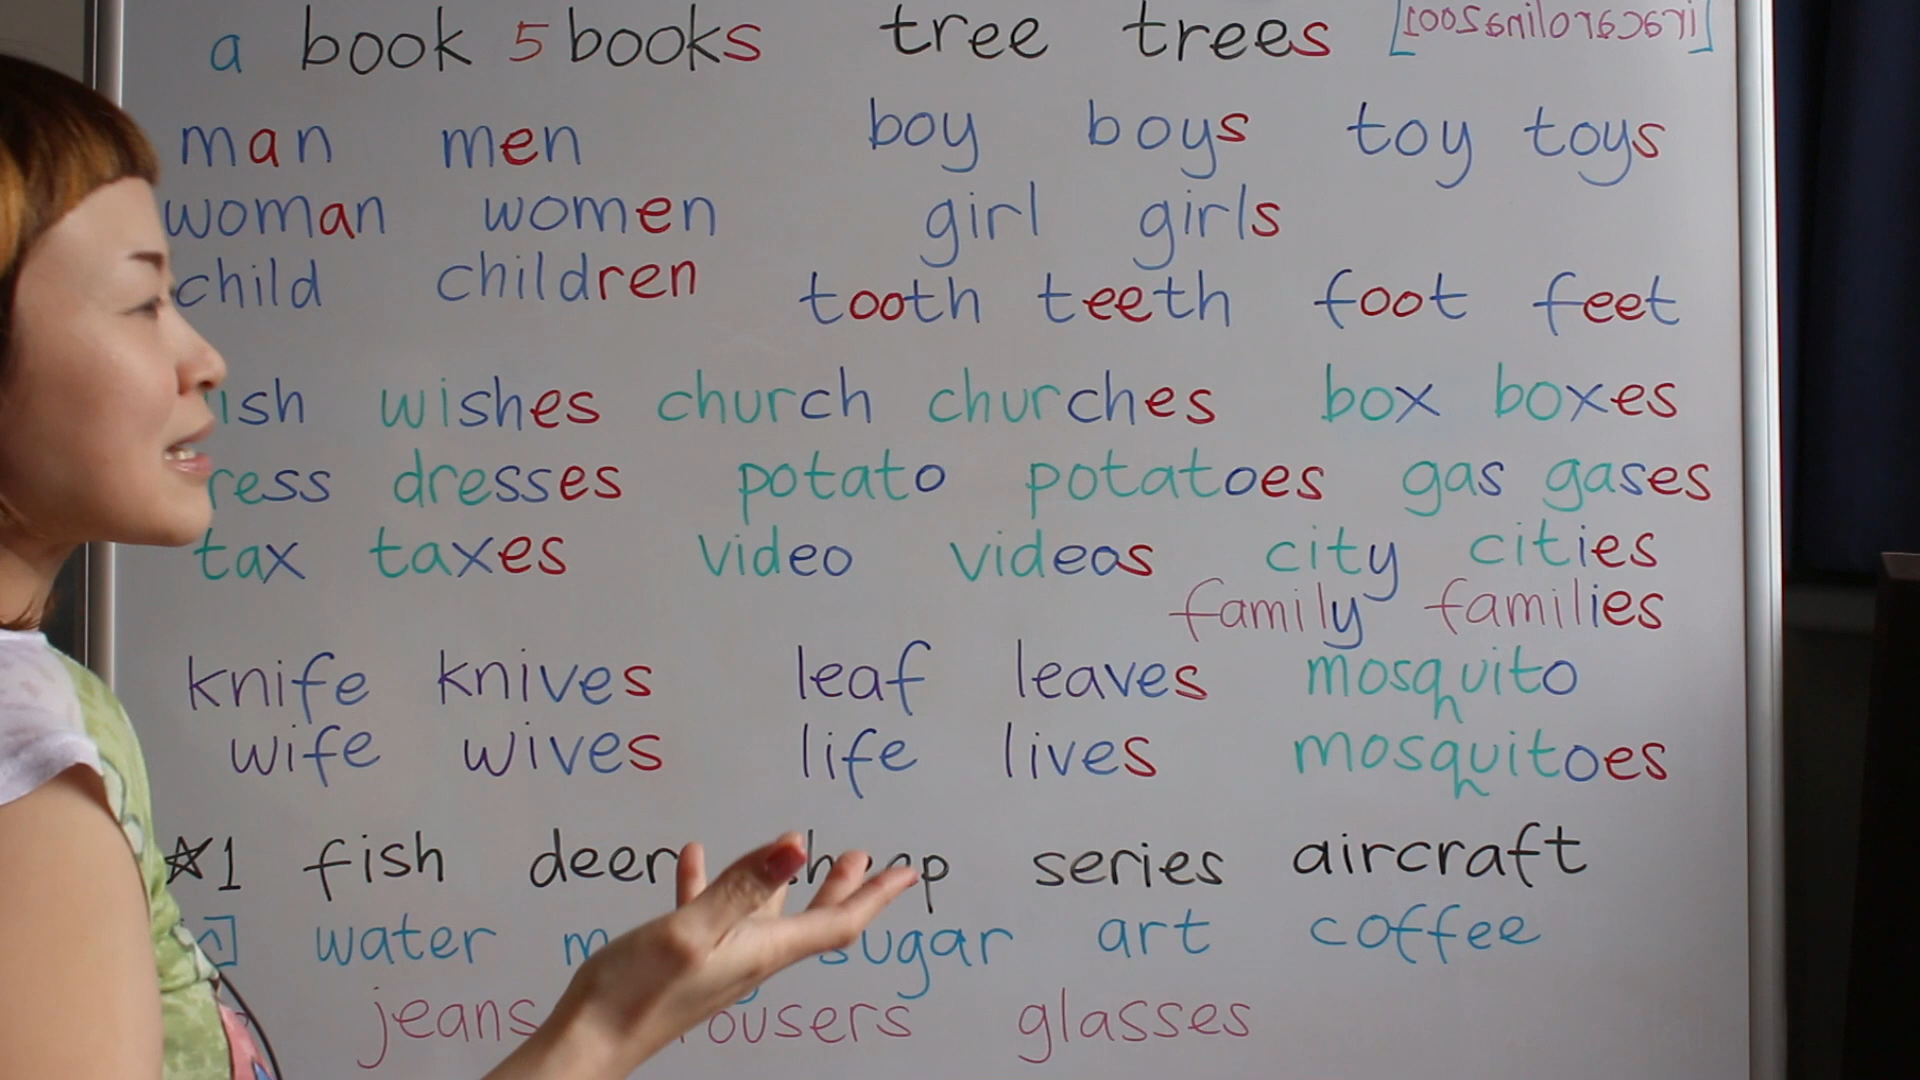 a book 5 books tree trees
man men boy boys toy toys
woman women girl girls
child children tooth teeth foot feet
ish wishes church churches box boxes
ress dresses potato potatoes gas gases
tax taxes video videos city cities
family families
knife knives leaf leaves mosquito
wife wives life lives mosquitoes
☆1 fish deer series aircraft
water sugar art coffee
jeans ousers glasses